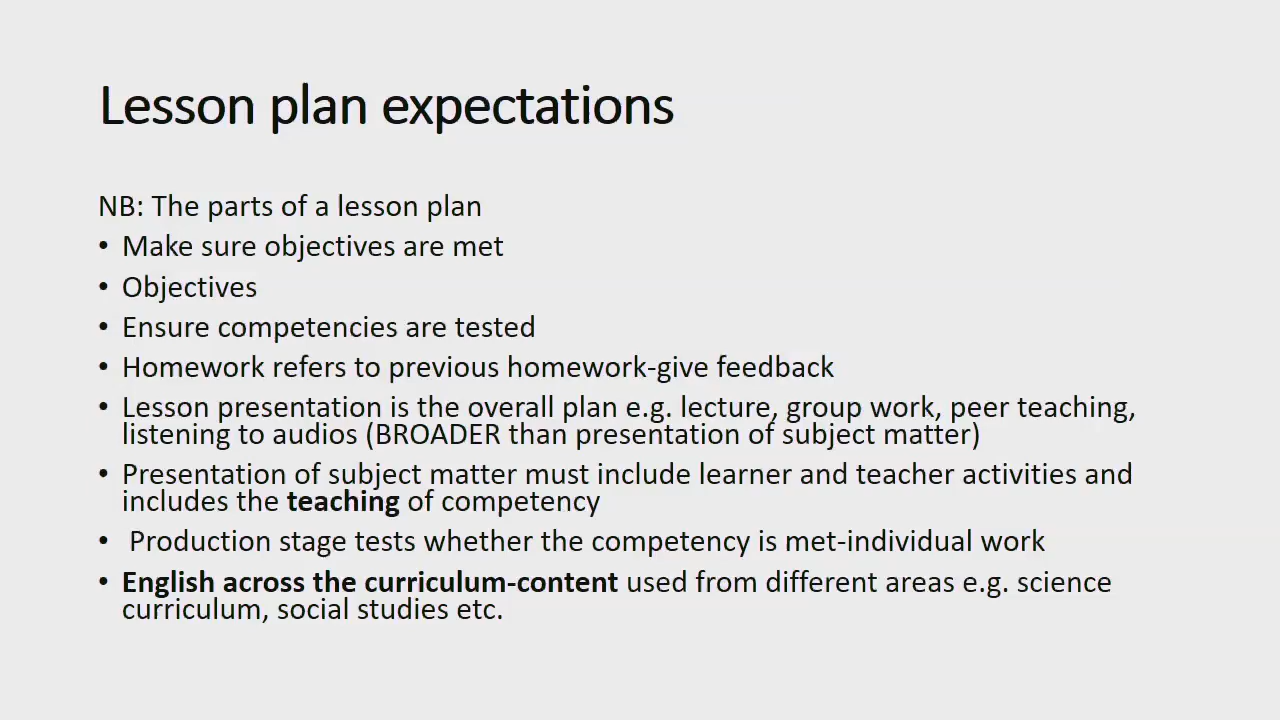 Lesson plan expectations
NB: The parts of a lesson plan
• Make sure objectives are met
• Objectives
• Ensure competencies are tested
• Homework refers to previous homework-give feedback
• Lesson presentation is the overall plan e.g. lecture, group work, peer teaching,
listening to audios (BROADER than presentation of subject matter)
• Presentation of subject matter must include learner and teacher activities and
includes the teaching of competency
• Production stage tests whether the competency is met-individual work
• English across the curriculum-content used from different areas e.g. science
curriculum, social studies etc.